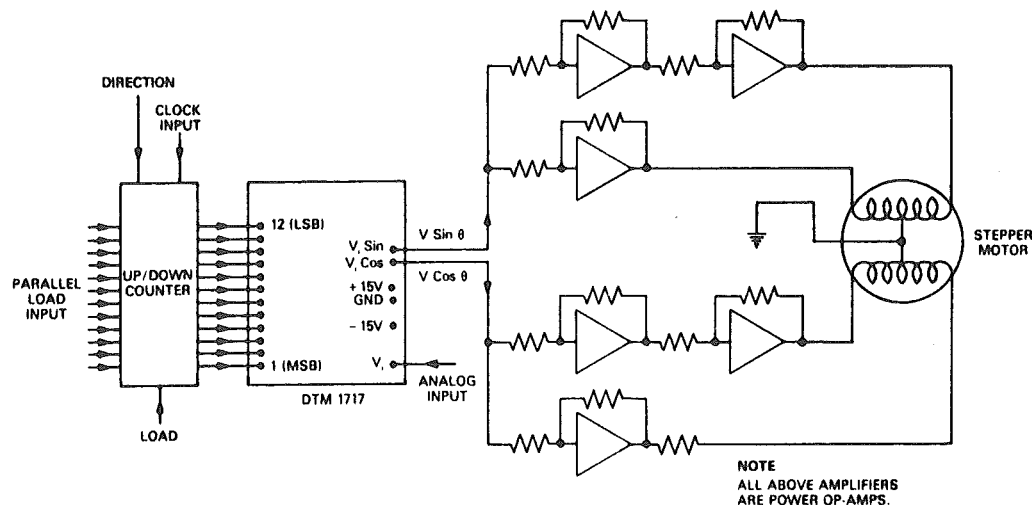 DIRECTION
CLOCK
INPUT
PARALLEL
LOAD
INPUT
UP/DOWN
COUNTER
LOAD
12 (LSB)
1 (MSB)
V, Sin
V, Cos
+ 15V
GND
- 15V
V,
DTM 1717
V Sin θ
V Cos θ
ANALOG
INPUT
STEPPER
MOTOR
NOTE
ALL ABOVE AMPLIFIERS
ARE POWER OP-AMPS.